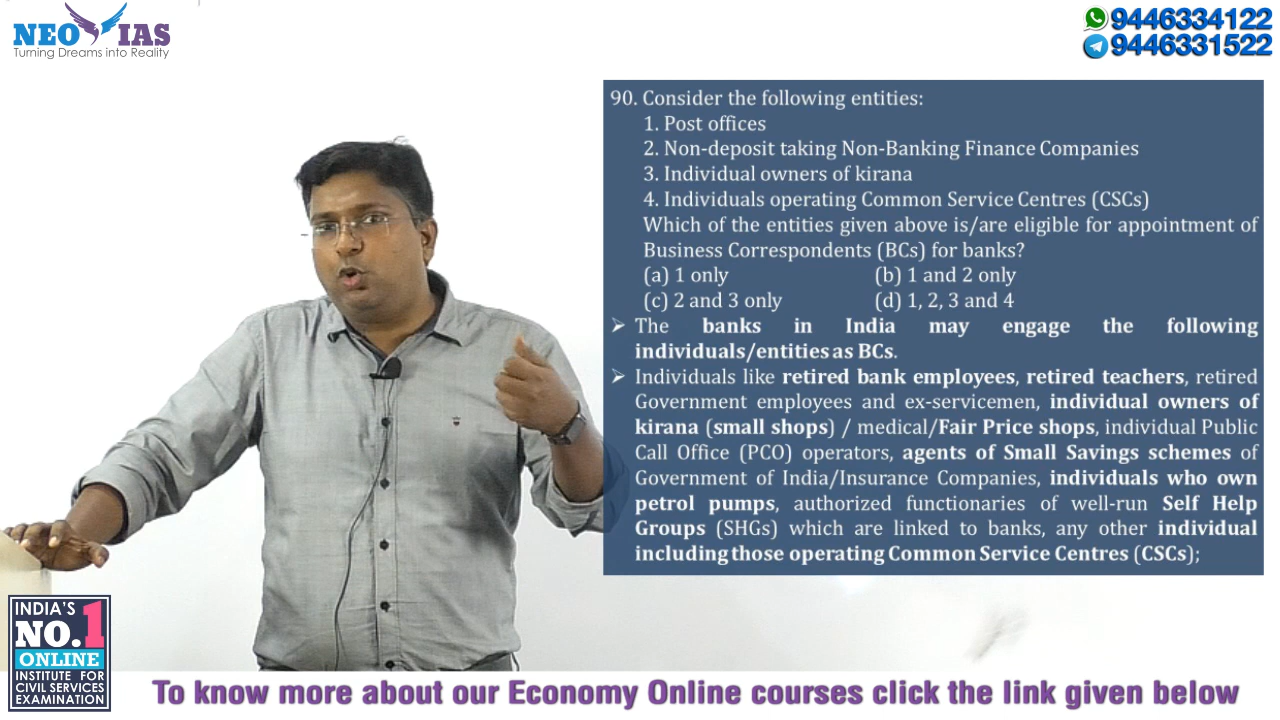 NEO IAS
Turning Dreams into Reality
9446334122
9446331522
90. Consider the following entities:
1. Post offices
2. Non-deposit taking Non-Banking Finance Companies
3. Individual owners of kirana
4. Individuals operating Common Service Centres (CSCs)
Which of the entities given above is/are eligible for appointment of
Business Correspondents (BCs) for banks?
(a) 1 only (b) 1 and 2 only
(c) 2 and 3 only (d) 1, 2, 3 and 4
➢ The banks in India may engage the following
individuals/entities as BCs.
➢ Individuals like retired bank employees, retired teachers, retired
Government employees and ex-servicemen, individual owners of
kirana (small shops) / medical/Fair Price shops, individual Public
Call Office (PCO) operators, agents of Small Savings schemes of
Government of India/Insurance Companies, individuals who own
petrol pumps, authorized functionaries of well-run Self Help
Groups (SHGs) which are linked to banks, any other individual
including those operating Common Service Centres (CSCs);
INDIA'S
NO.1
ONLINE
INSTITUTE FOR
CIVIL SERVICES
EXAMINATION
To know more about our Economy Online courses click the link given below